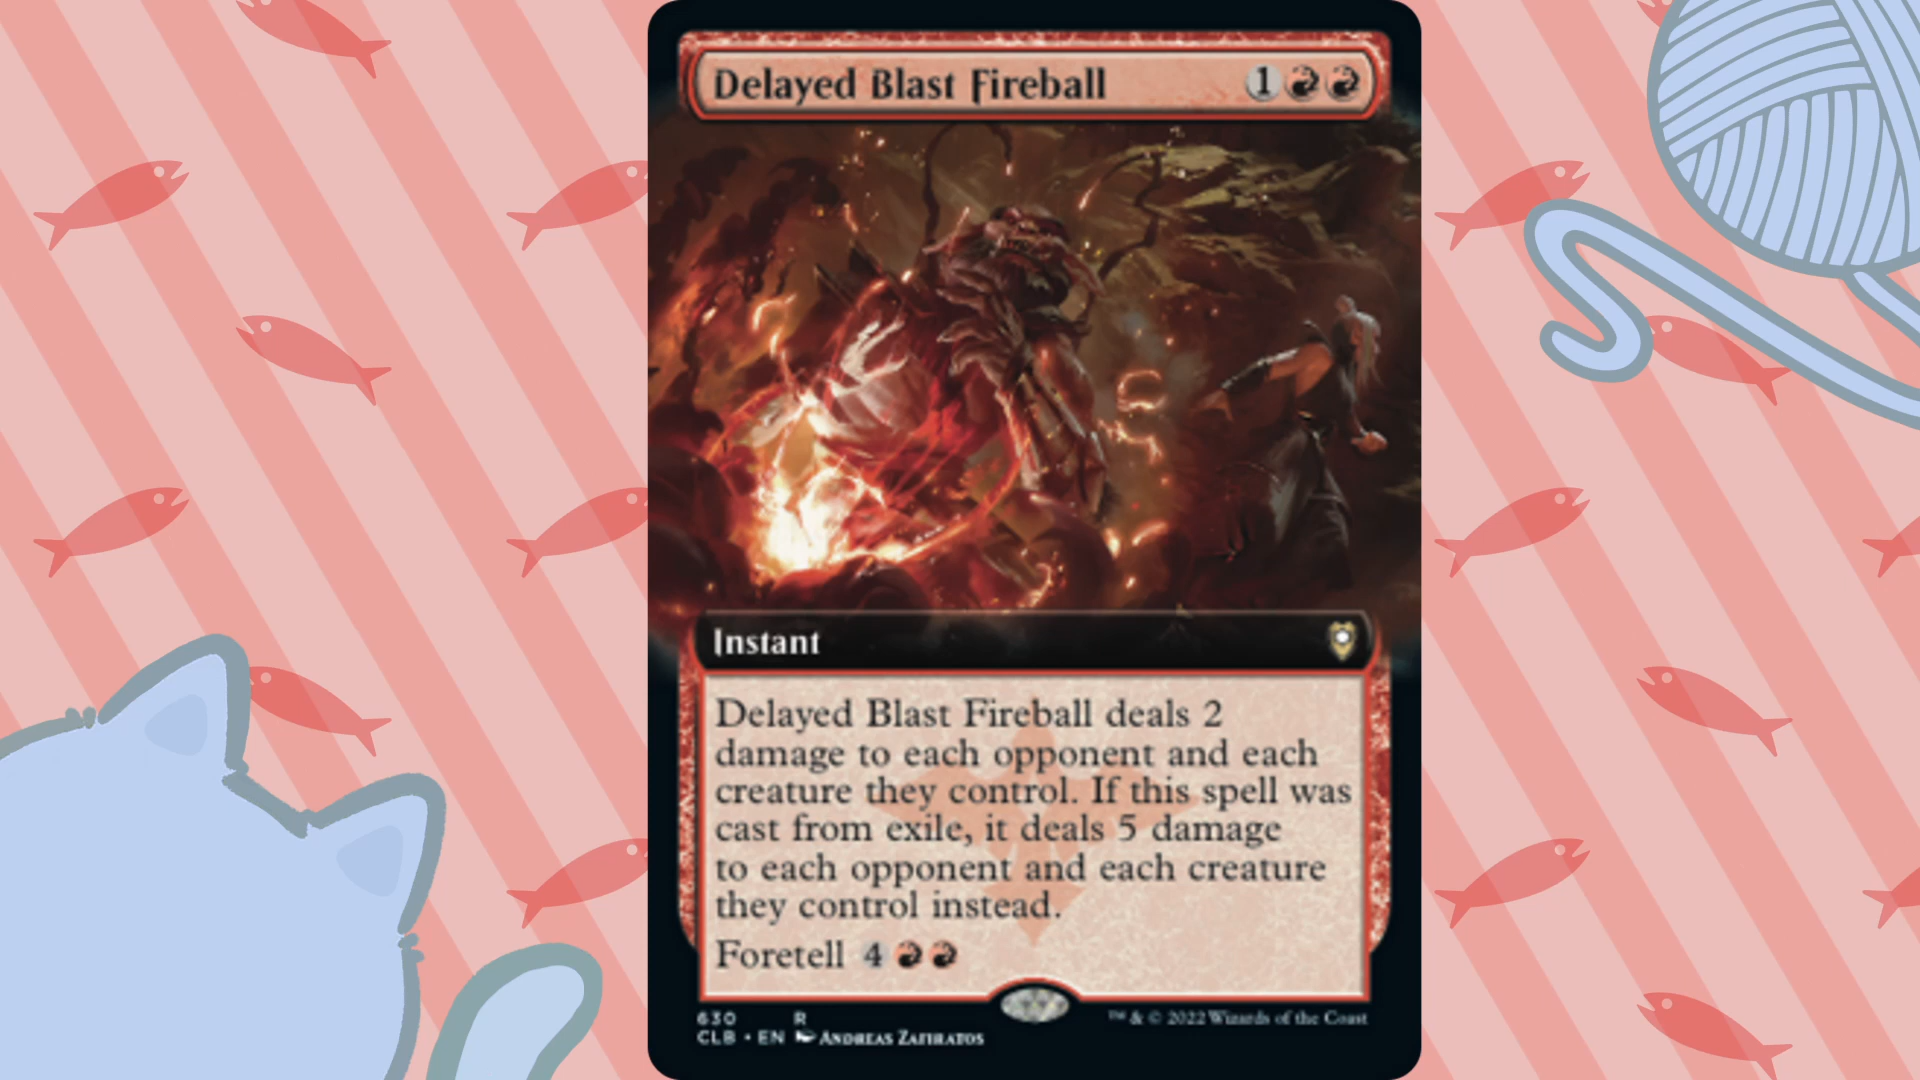 Delayed Blast Fireball 1
Instant
Delayed Blast Fireball deals 2
damage to each opponent and each
creature they control. If this spell was
cast from exile, it deals 5 damage
to each opponent and each creature
they control instead.
Foretell 4
630 R
CLB • EN ANDREAS ZAFIRATOS
™ & © 2022 Wizards of the Coast